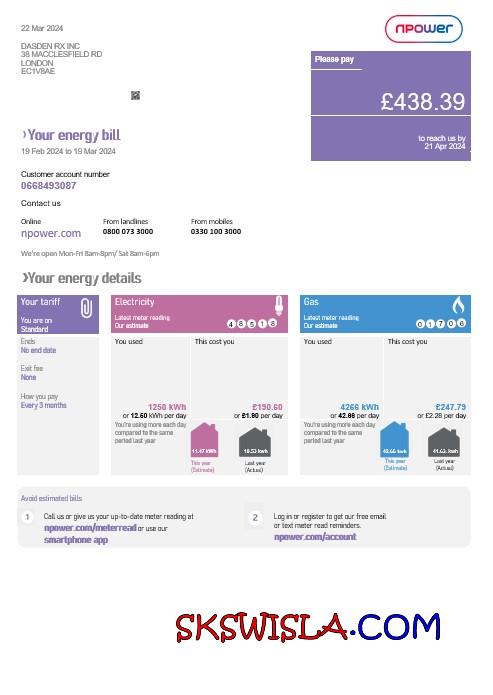 22 Mar 2024
npower
DASDEN RX INC
38 MACCLESFIELD RD
LONDON
EC1V8AE
Please pay
£438.39
to reach us by
21 Apr 2024
Your energy bill
19 Feb 2024 to 19 Mar 2024
Customer account number
0668493087
Contact us
Online
From landlines
From mobiles
npower.com
0800 073 3000
0330 100 3000
We're open Mon-Fri 8am-8pm/ Sat 8am-6pm
Your energy details
Your tariff
You are on
Standard
Ends
No end date
Exit fee
None
How you pay
Every 3 months
Electricity
Latest meter reading
Our estimate
48518
You used
This cost you
1250 kWh
£190.60
or 12.60 kWh per day
or £1.90 per day
You're using more each day
compared to the same
period last year
11.47 kWh
10.53 kwh
This year
(Estimate)
Last year
(Actual)
Gas
Latest meter reading
Our estimate
01706
You used
This cost you
4266 kWh
£247.79
or 42.66 kWh per day
or £2.28 per day
You're using more each day
compared to the same
period last year
42.66 kwh
41.63 kwh
This year
(Estimate)
Last year
(Actual)
Avoid estimated bills
1
Call us or give us your up-to-date meter reading at
npower.com/meterread or use our
smartphone app
2
Log in or register to get our free email
or text meter read reminders.
npower.com/account
SKSWISLA.COM